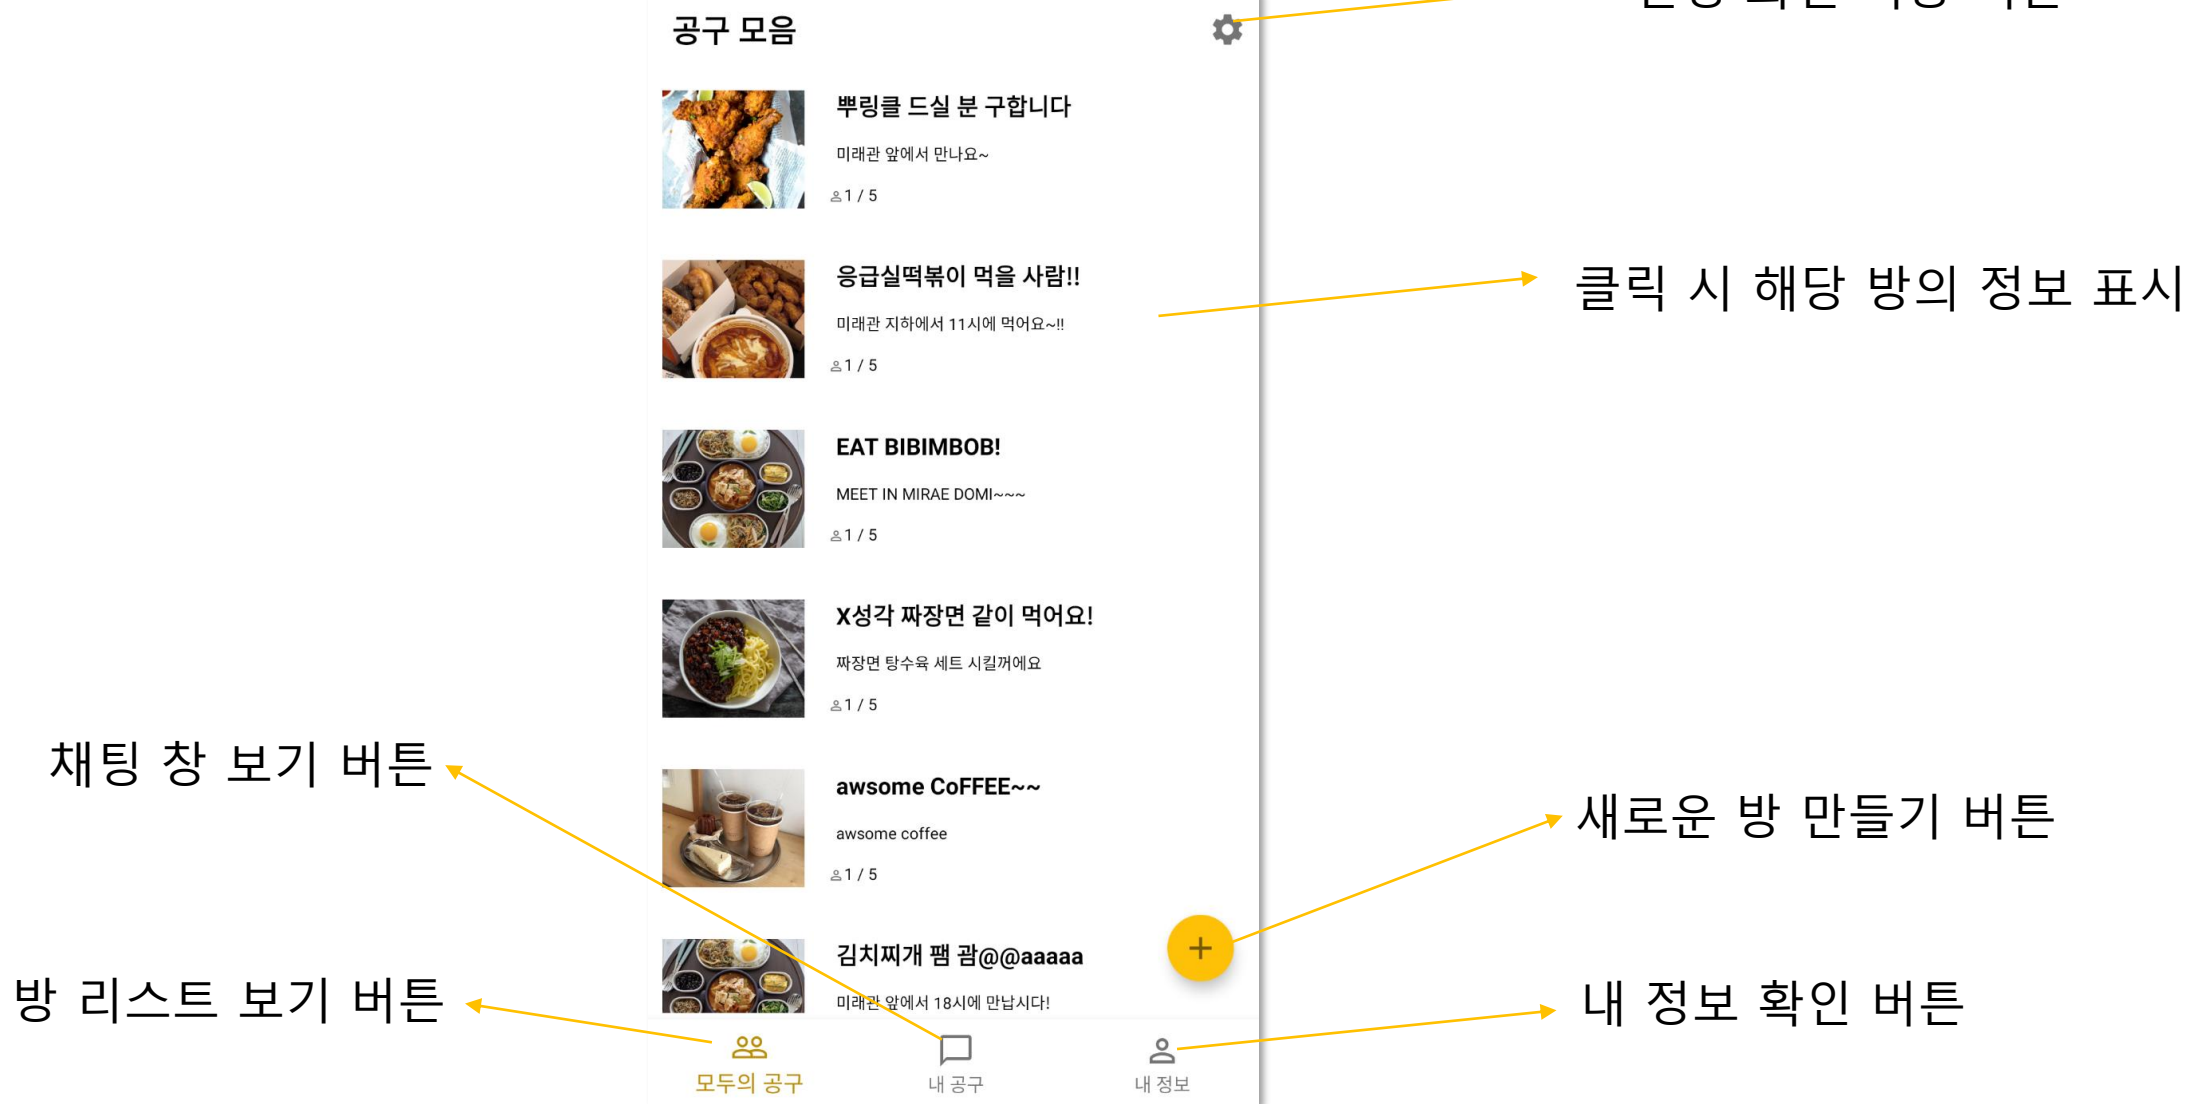 공구 모음
뿌링클 드실 분 구합니다
미래관 앞에서 만나요~
1 / 5
응급실떡볶이 먹을 사람!!
미래관 지하에서 11시에 먹어요~!!
1 / 5
클릭 시 해당 방의 정보 표시
EAT BIBIMBOB!
MEET IN MIRAE DOMI~~~
1 / 5
X성각 짜장면 같이 먹어요!
짜장면 탕수육 세트 시킬꺼에요
1 / 5
채팅 창 보기 버튼
awsome CoFFEE~~
awsome coffee
1 / 5
새로운 방 만들기 버튼
김치찌개 팸 괌@@aaaaa
미래관 앞에서 18시에 만납시다!
방 리스트 보기 버튼
내 정보 확인 버튼
모두의 공구
내 공구
내 정보